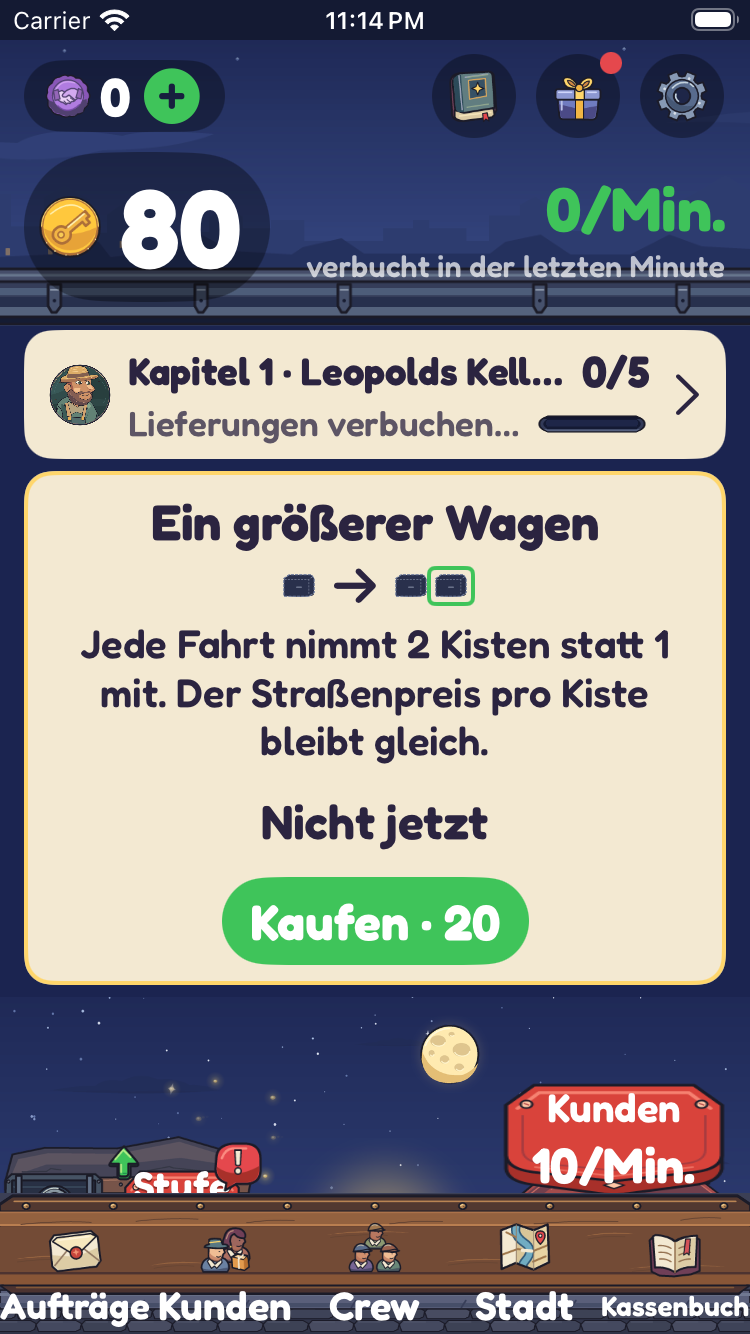 Carrier 11:14 PM
0 +
80
0/Min.
verbucht in der letzten Minute
Kapitel 1 · Leopolds Kell... 0/5
Lieferungen verbuchen...
Ein größerer Wagen
Jede Fahrt nimmt 2 Kisten statt 1
mit. Der Straßenpreis pro Kiste
bleibt gleich.
Nicht jetzt
Kaufen · 20
Kunden
10/Min.
Stufe
!
Aufträge Kunden Crew Stadt Kassenbuch